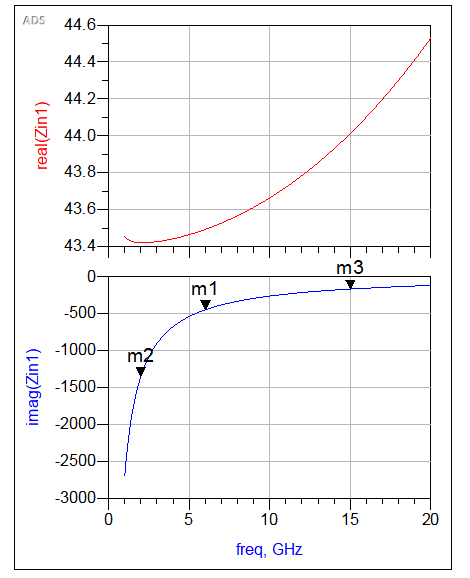 ADS
44.6
44.4
44.2
44.0
43.8
43.6
43.4
real(Zin1)
0
-500
-1000
-1500
-2000
-2500
-3000
imag(Zin1)
m3
m1
m2
0 5 10 15 20
freq, GHz